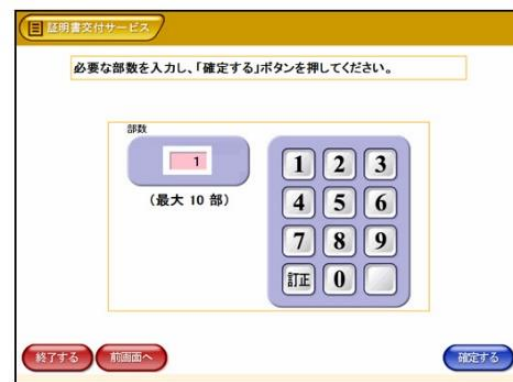 証明書交付サービス
必要な部数を入力し、「確定する」ボタンを押してください。
部数
1
(最大 10 部)
1 2 3
4 5 6
7 8 9
訂正 0
終了する 前画面へ 確定する